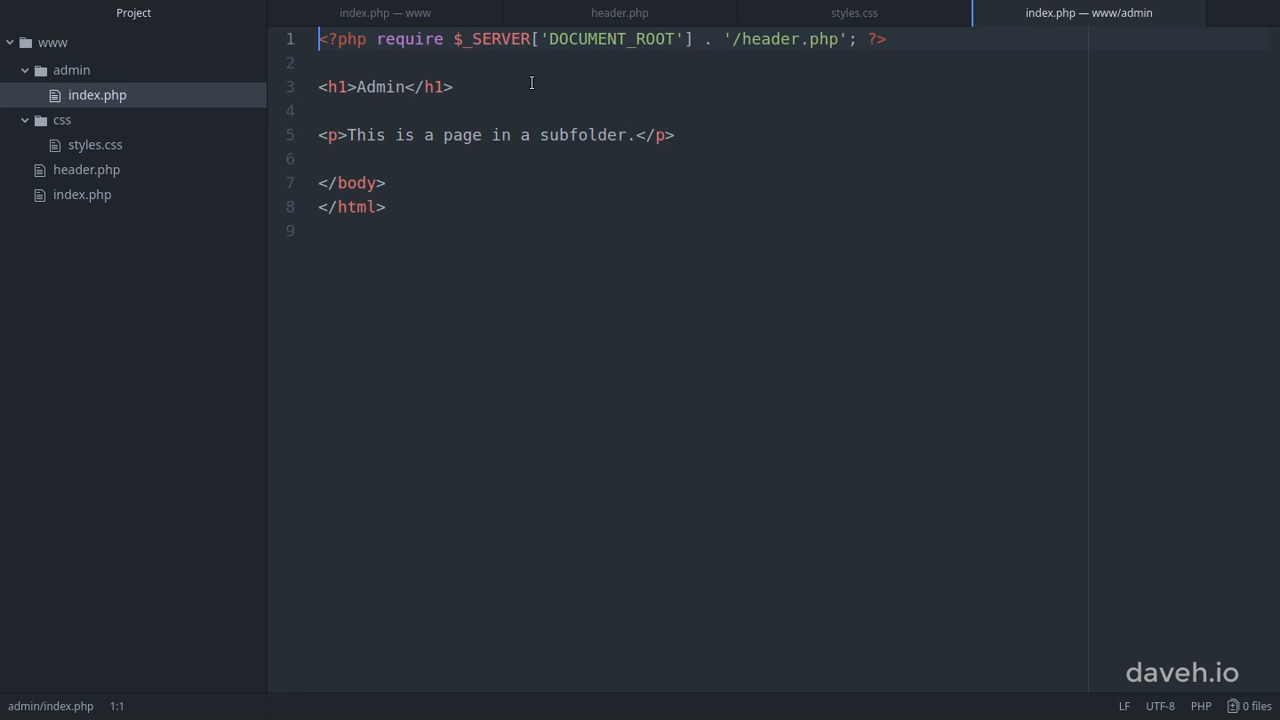 Project
index.php — www
header.php
styles.css
index.php — www/admin
www
admin
index.php
css
styles.css
header.php
index.php
1 <?php require $_SERVER['DOCUMENT_ROOT'] . '/header.php'; ?>
2
3 <h1>Admin</h1>
4
5 <p>This is a page in a subfolder.</p>
6
7 </body>
8 </html>
9
daveh.io
admin/index.php 1:1
LF UTF-8 PHP 0 files